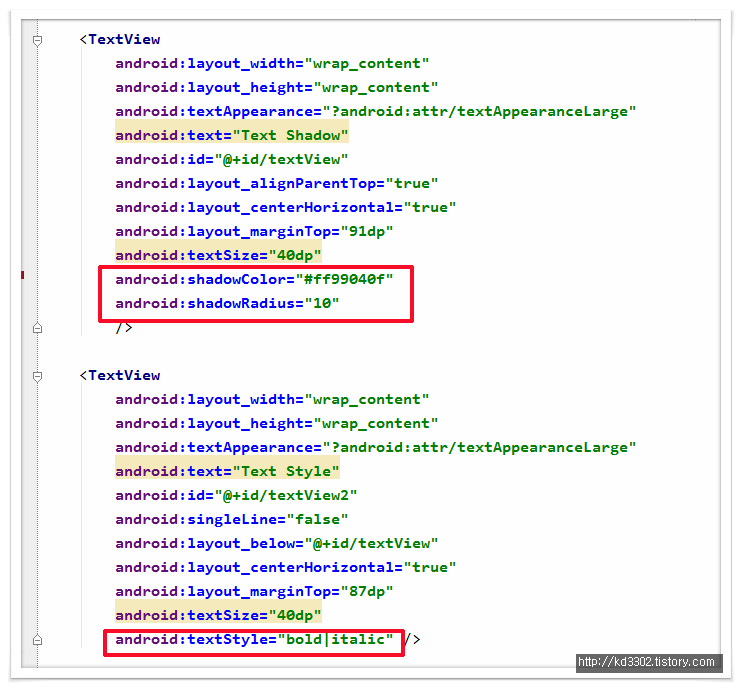 <TextView
android:layout_width="wrap_content"
android:layout_height="wrap_content"
android:textAppearance="?android:attr/textAppearanceLarge"
android:text="Text Shadow"
android:id="@+id/textView"
android:layout_alignParentTop="true"
android:layout_centerHorizontal="true"
android:layout_marginTop="91dp"
android:textSize="40dp"
android:shadowColor="#ff99040f"
android:shadowRadius="10"
/>
<TextView
android:layout_width="wrap_content"
android:layout_height="wrap_content"
android:textAppearance="?android:attr/textAppearanceLarge"
android:text="Text Style"
android:id="@+id/textView2"
android:singleLine="false"
android:layout_below="@+id/textView"
android:layout_centerHorizontal="true"
android:layout_marginTop="87dp"
android:textSize="40dp"
android:textStyle="bold|italic" />
http://kd3302.tistory.com